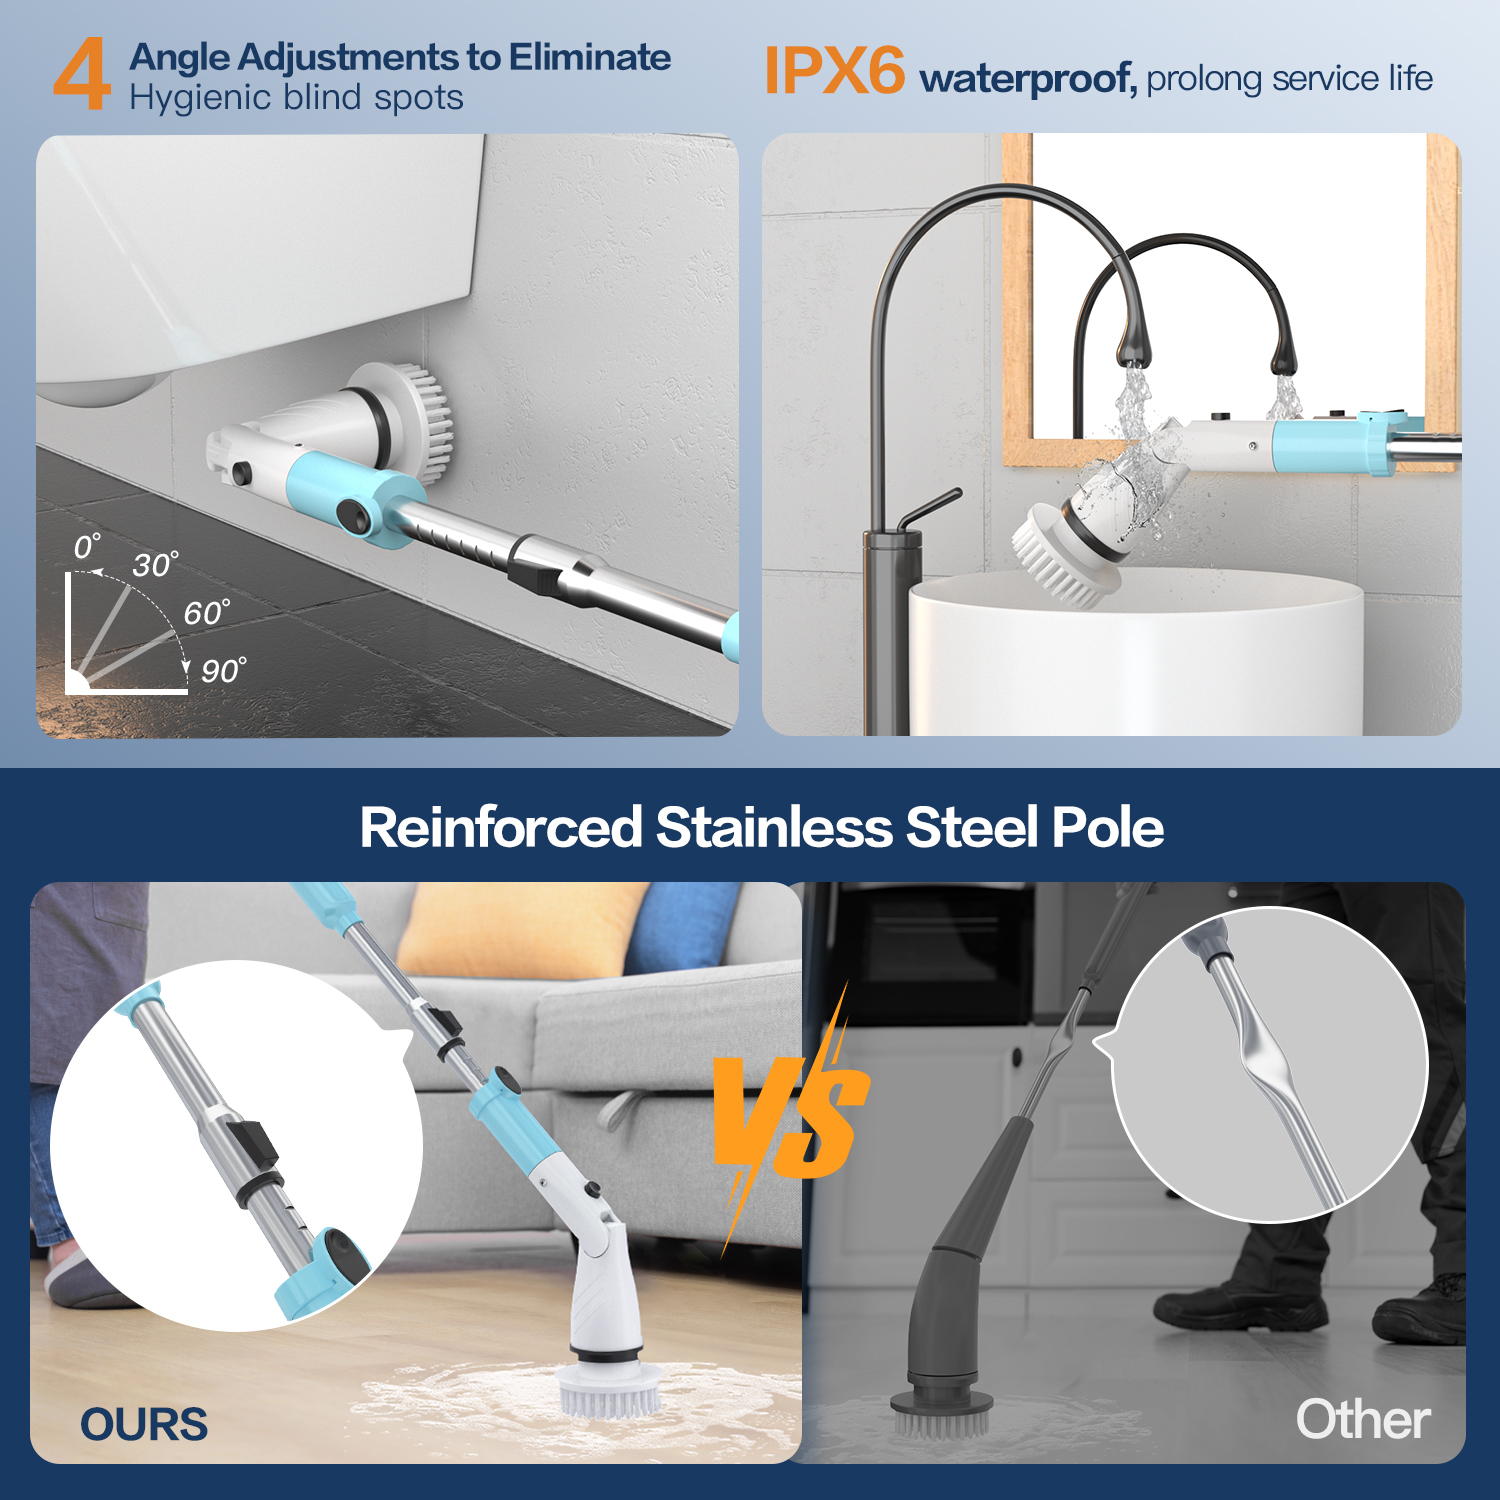 4 Angle Adjustments to Eliminate
Hygienic blind spots
IPX6 waterproof, prolong service life
0°
30°
60°
90°
Reinforced Stainless Steel Pole
VS
OURS
Other